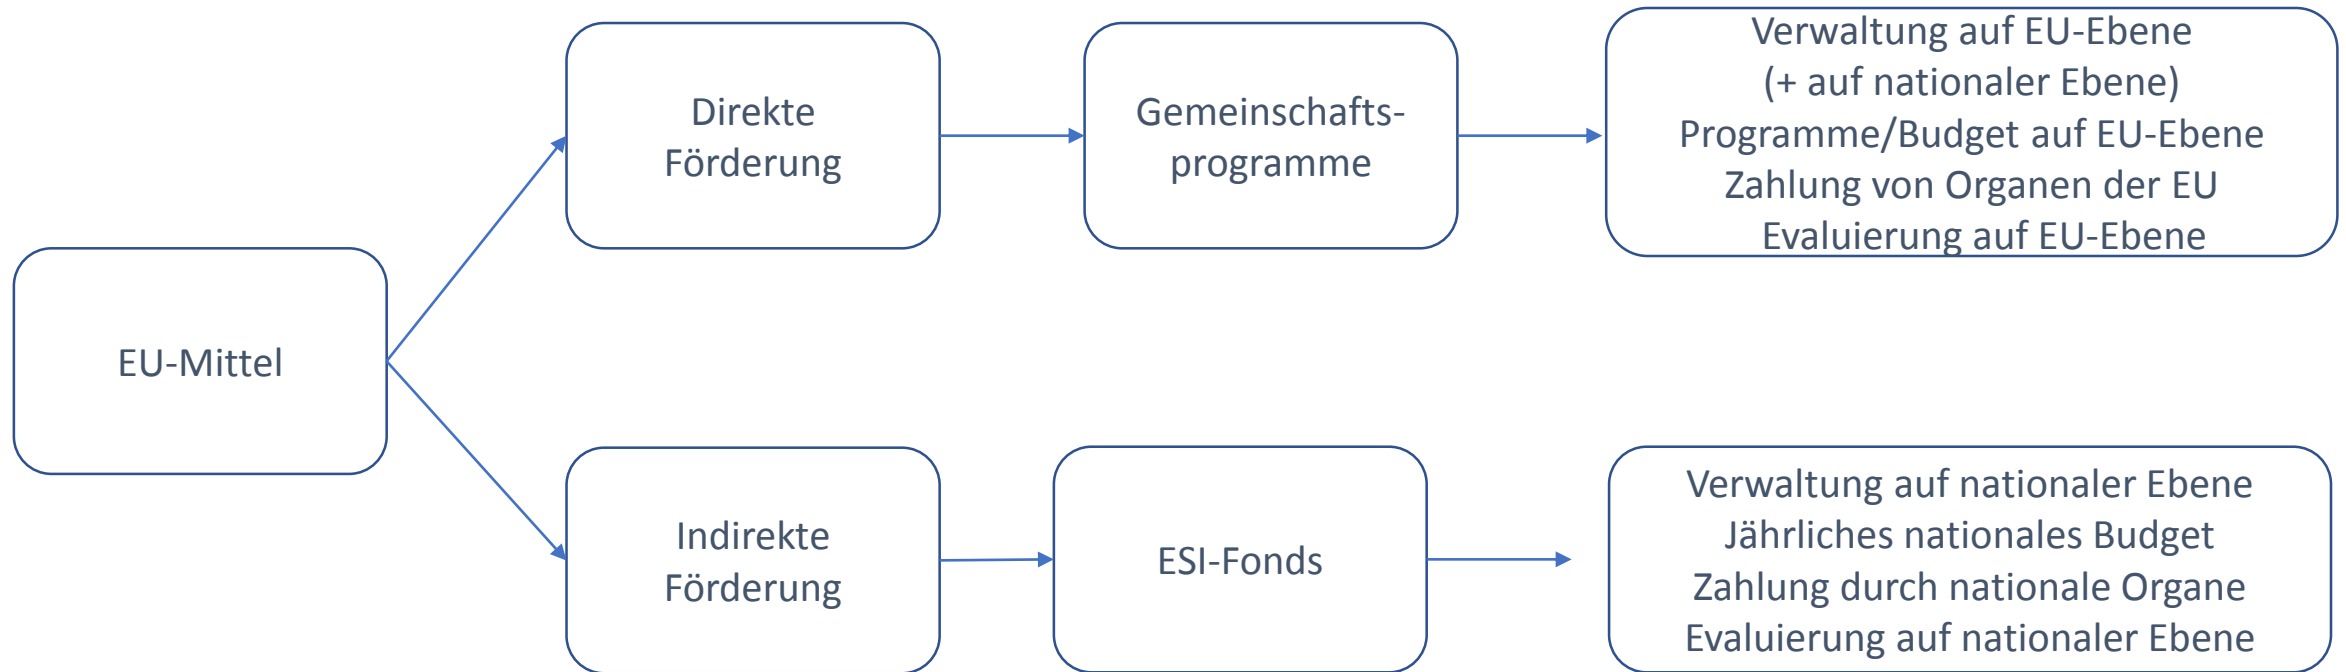 EU-Mittel
Direkte
Förderung
Gemeinschafts-
programme
Verwaltung auf EU-Ebene
(+ auf nationaler Ebene)
Programme/Budget auf EU-Ebene
Zahlung von Organen der EU
Evaluierung auf EU-Ebene
Indirekte
Förderung
ESI-Fonds
Verwaltung auf nationaler Ebene
Jährliches nationales Budget
Zahlung durch nationale Organe
Evaluierung auf nationaler Ebene